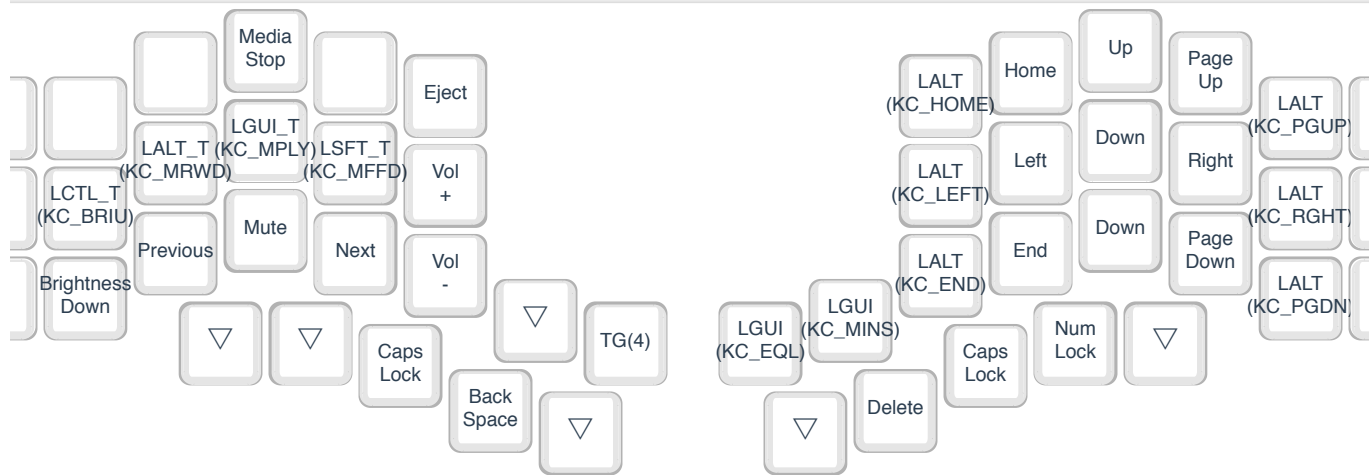 Media
Stop
Eject
LCTL_T
(KC_BRIU)
LALT_T
(KC_MRWD)
LGUI_T
(KC_MPLY)
LSFT_T
(KC_MFFD)
Vol
+
Brightness
Down
Previous
Mute
Next
Vol
-
▽
▽
Caps
Lock
▽
TG(4)
Back
Space
▽
LALT
(KC_HOME)
Home
Up
Page
Up
LALT
(KC_PGUP)
LALT
(KC_LEFT)
Left
Down
Right
LALT
(KC_RGHT)
LALT
(KC_END)
End
Down
Page
Down
LALT
(KC_PGDN)
LGUI
(KC_EQL)
LGUI
(KC_MINS)
Caps
Lock
Num
Lock
▽
▽
Delete